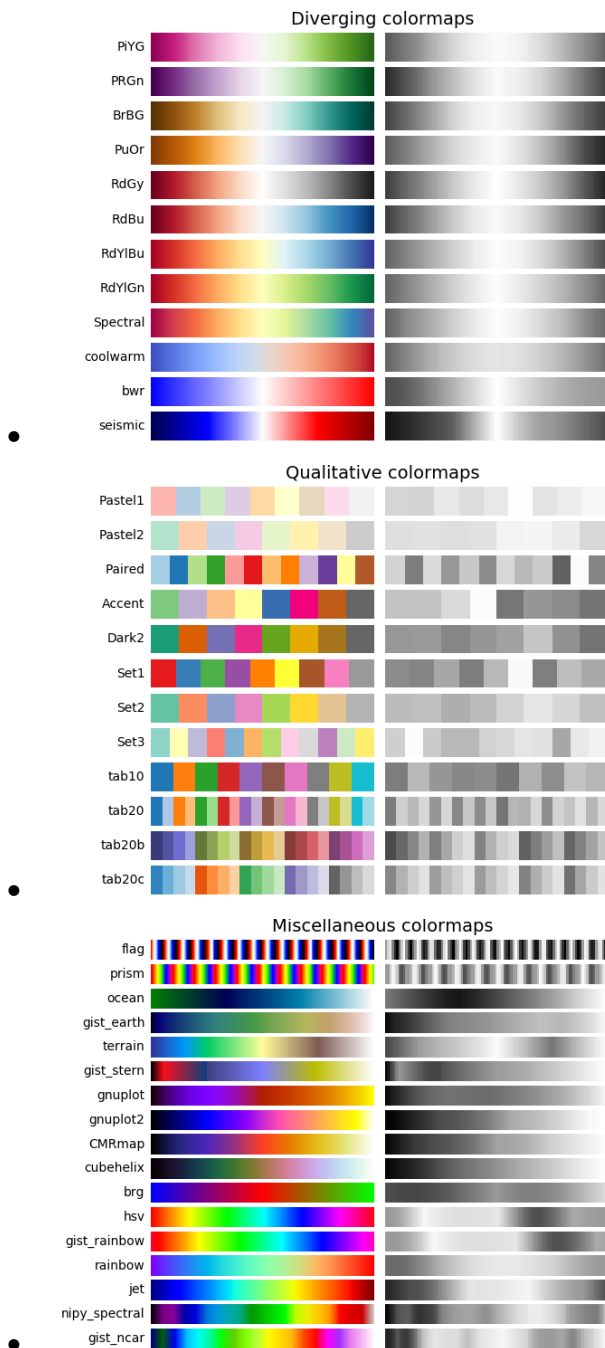 Diverging colormaps
PiYG
PRGn
BrBG
PuOr
RdGy
RdBu
RdYlBu
RdYlGn
Spectral
coolwarm
bwr
seismic
Qualitative colormaps
Pastel1
Pastel2
Paired
Accent
Dark2
Set1
Set2
Set3
tab10
tab20
tab20b
tab20c
Miscellaneous colormaps
flag
prism
ocean
gist_earth
terrain
gist_stern
gnuplot
gnuplot2
CMRmap
cubehelix
brg
hsv
gist_rainbow
rainbow
jet
nipy_spectral
gist_ncar